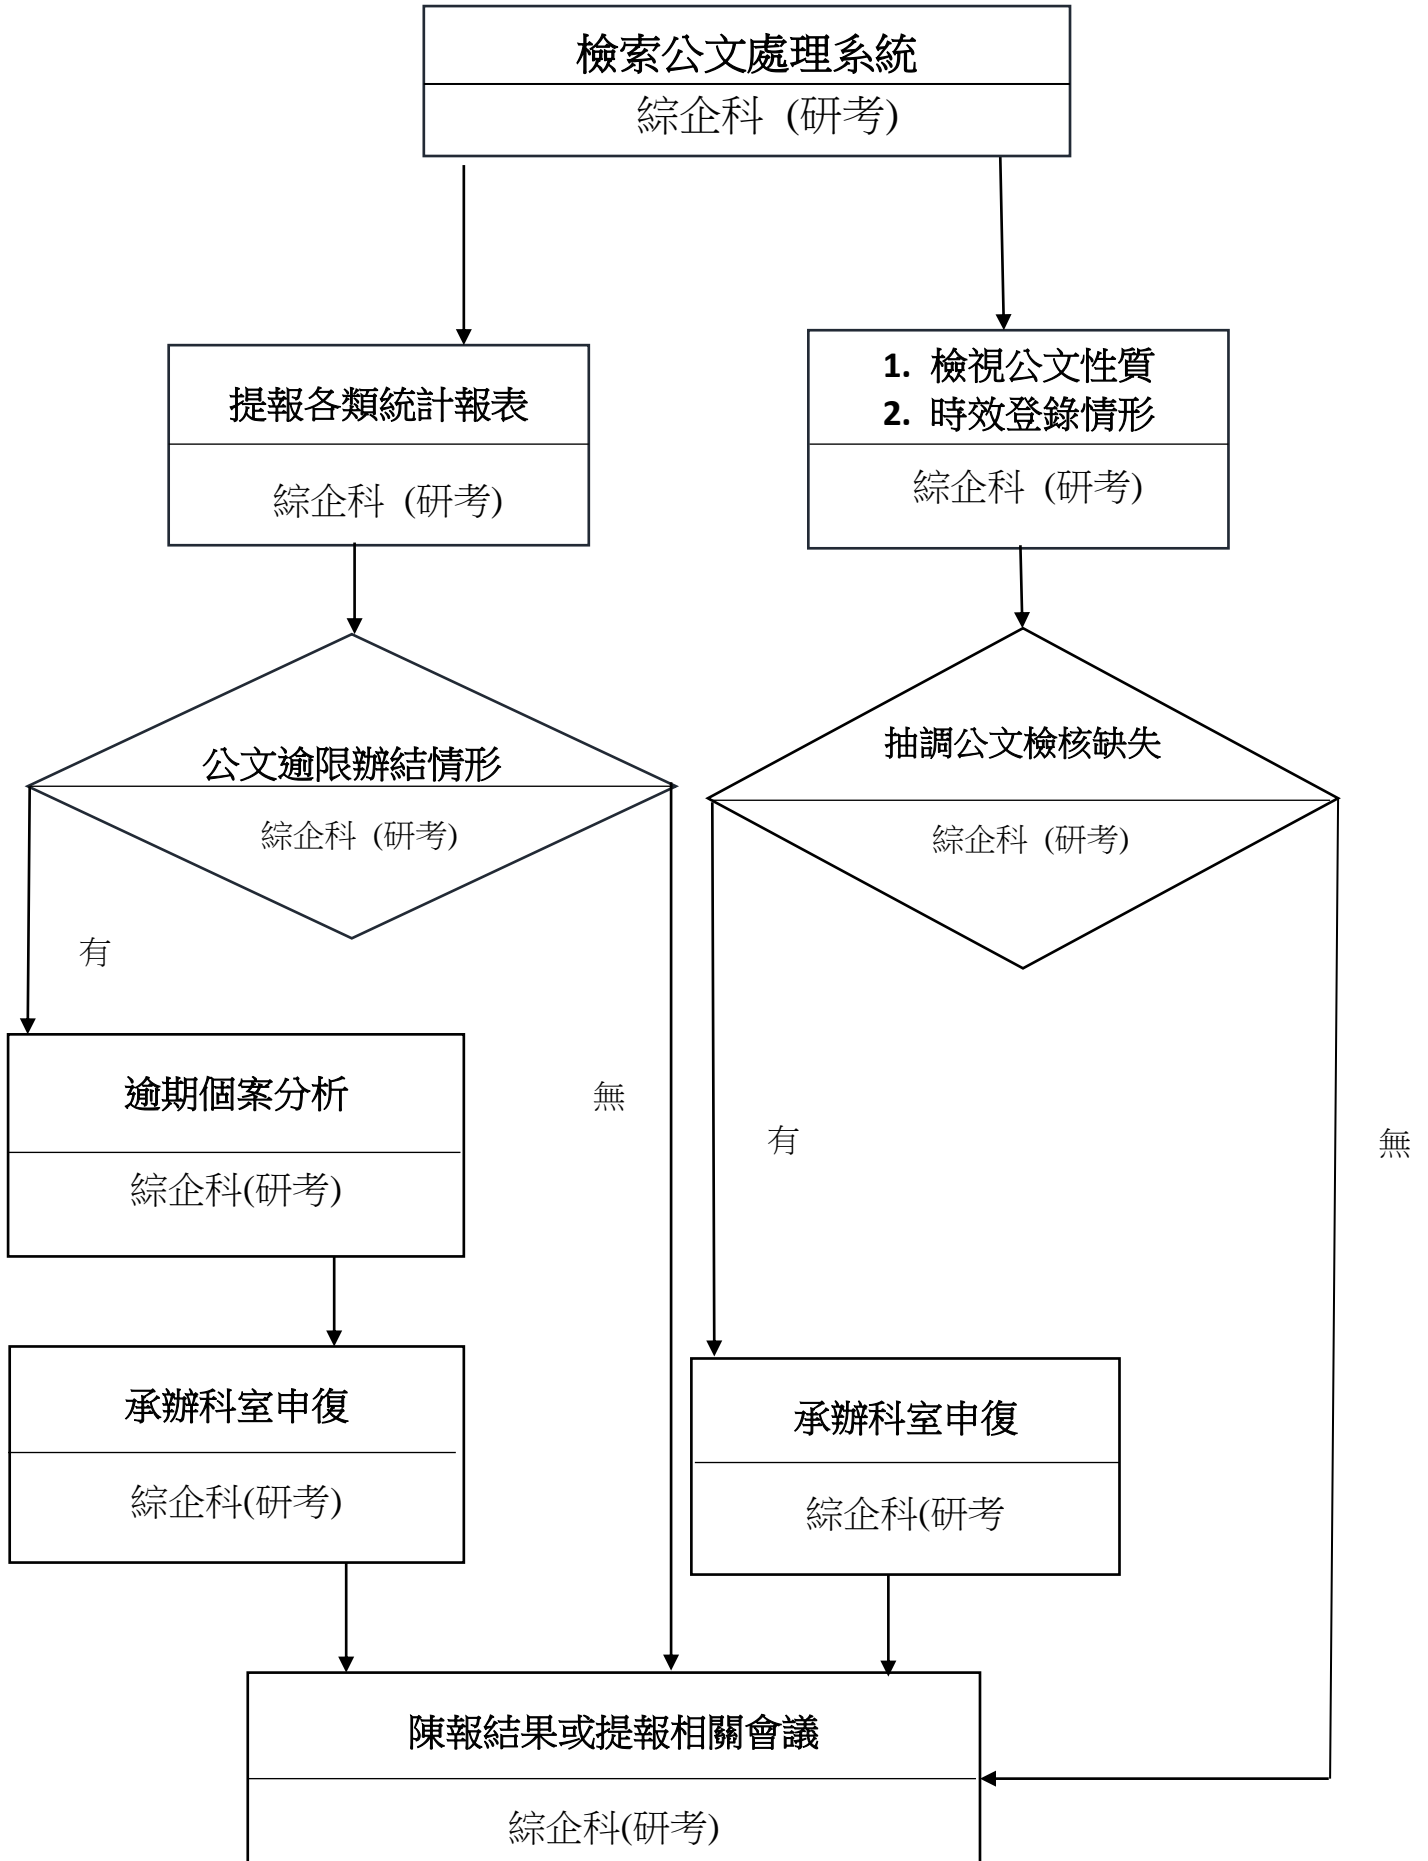 檢索公文處理系統
綜企科 (研考)
提報各類統計報表
綜企科 (研考)
1. 檢視公文性質
2. 時效登錄情形
綜企科 (研考)
公文逾限辦結情形
綜企科 (研考)
抽調公文檢核缺失
綜企科 (研考)
有
無
有
無
逾期個案分析
綜企科(研考)
承辦科室申復
綜企科(研考)
承辦科室申復
綜企科(研考
陳報結果或提報相關會議
綜企科(研考)